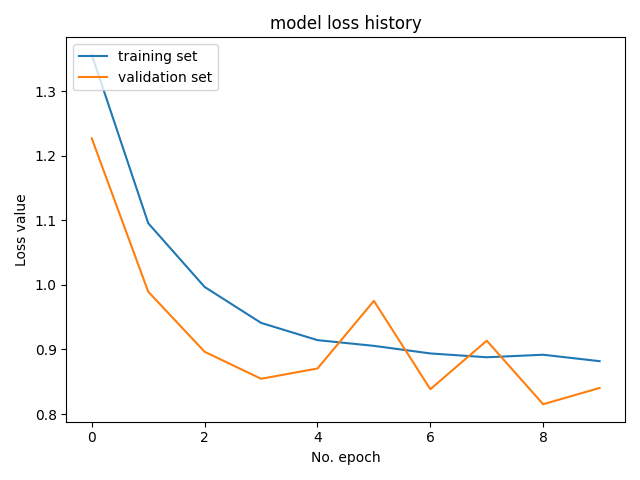 model loss history
training set
validation set
1.3
1.2
1.1
1.0
0.9
0.8
Loss value
0 2 4 6 8
No. epoch